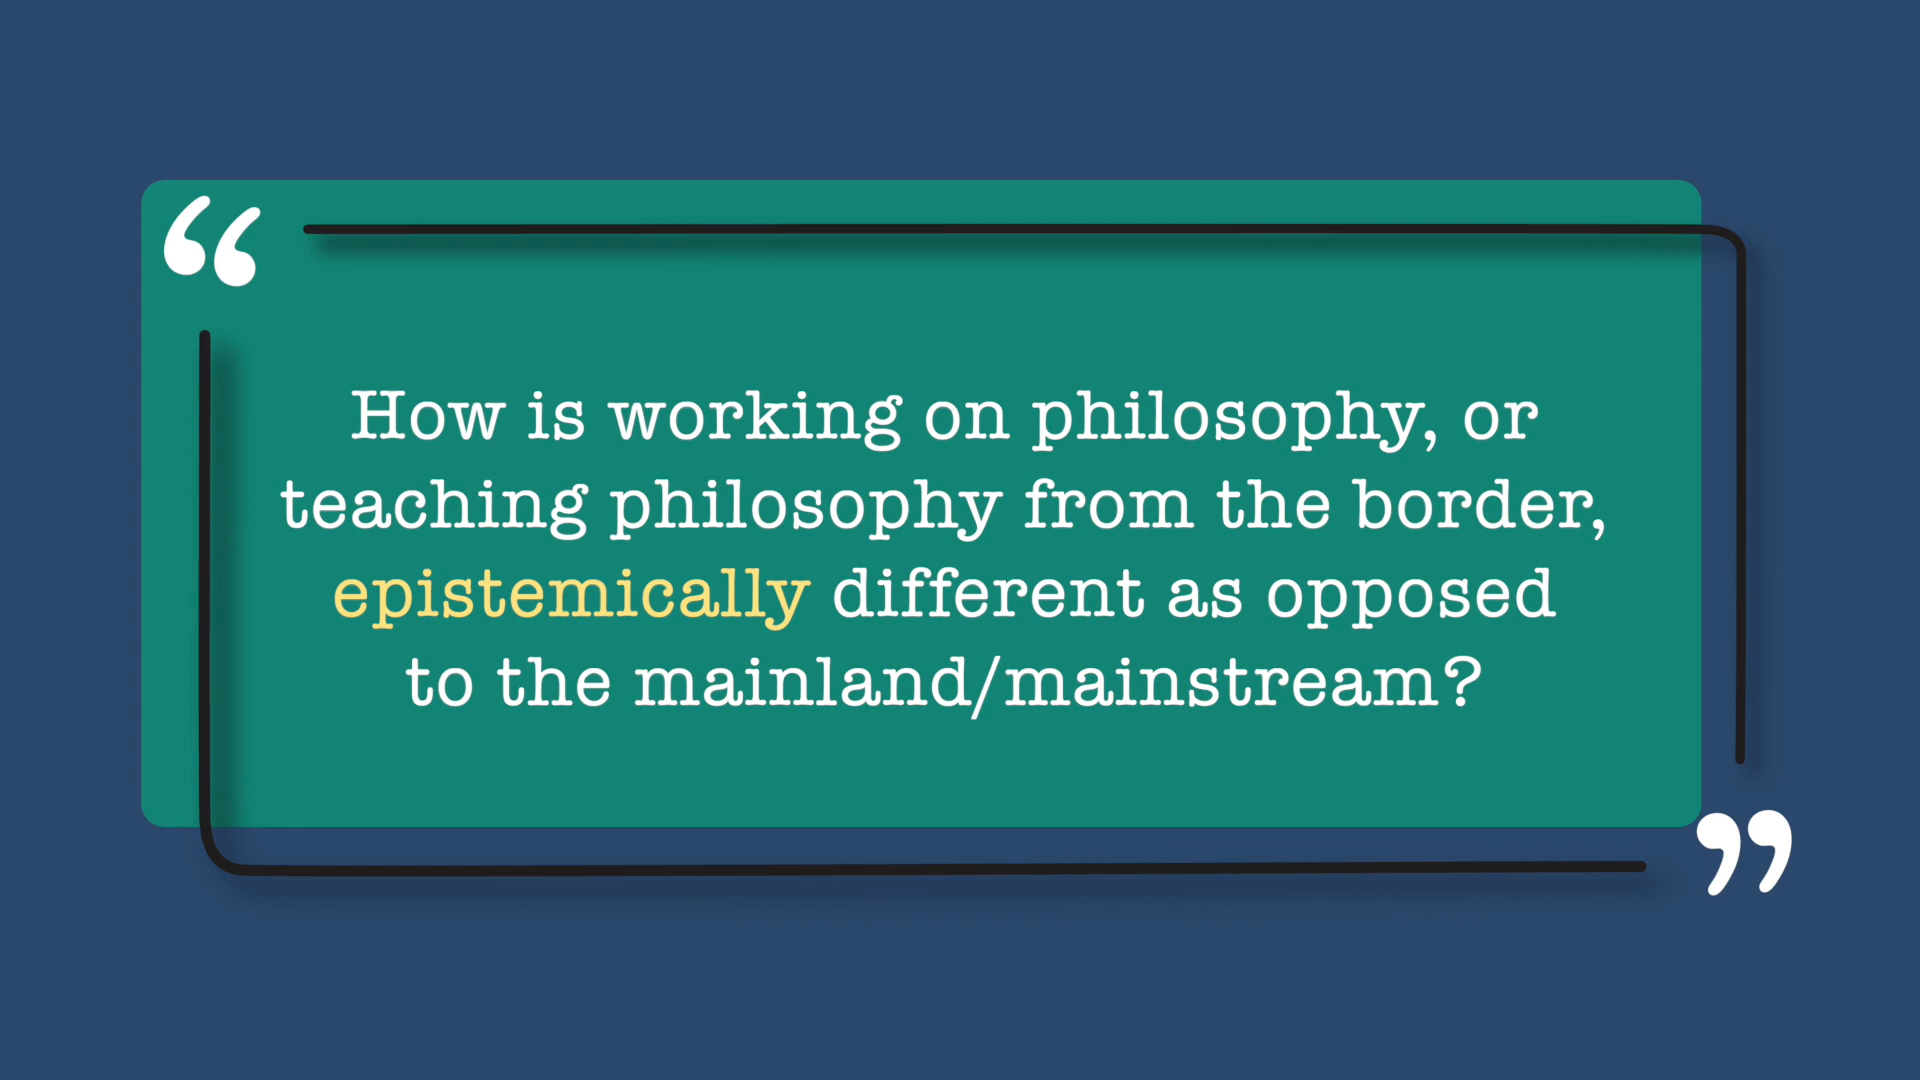 “
How is working on philosophy, or
teaching philosophy from the border,
epistemically different as opposed
to the mainland/mainstream?
”